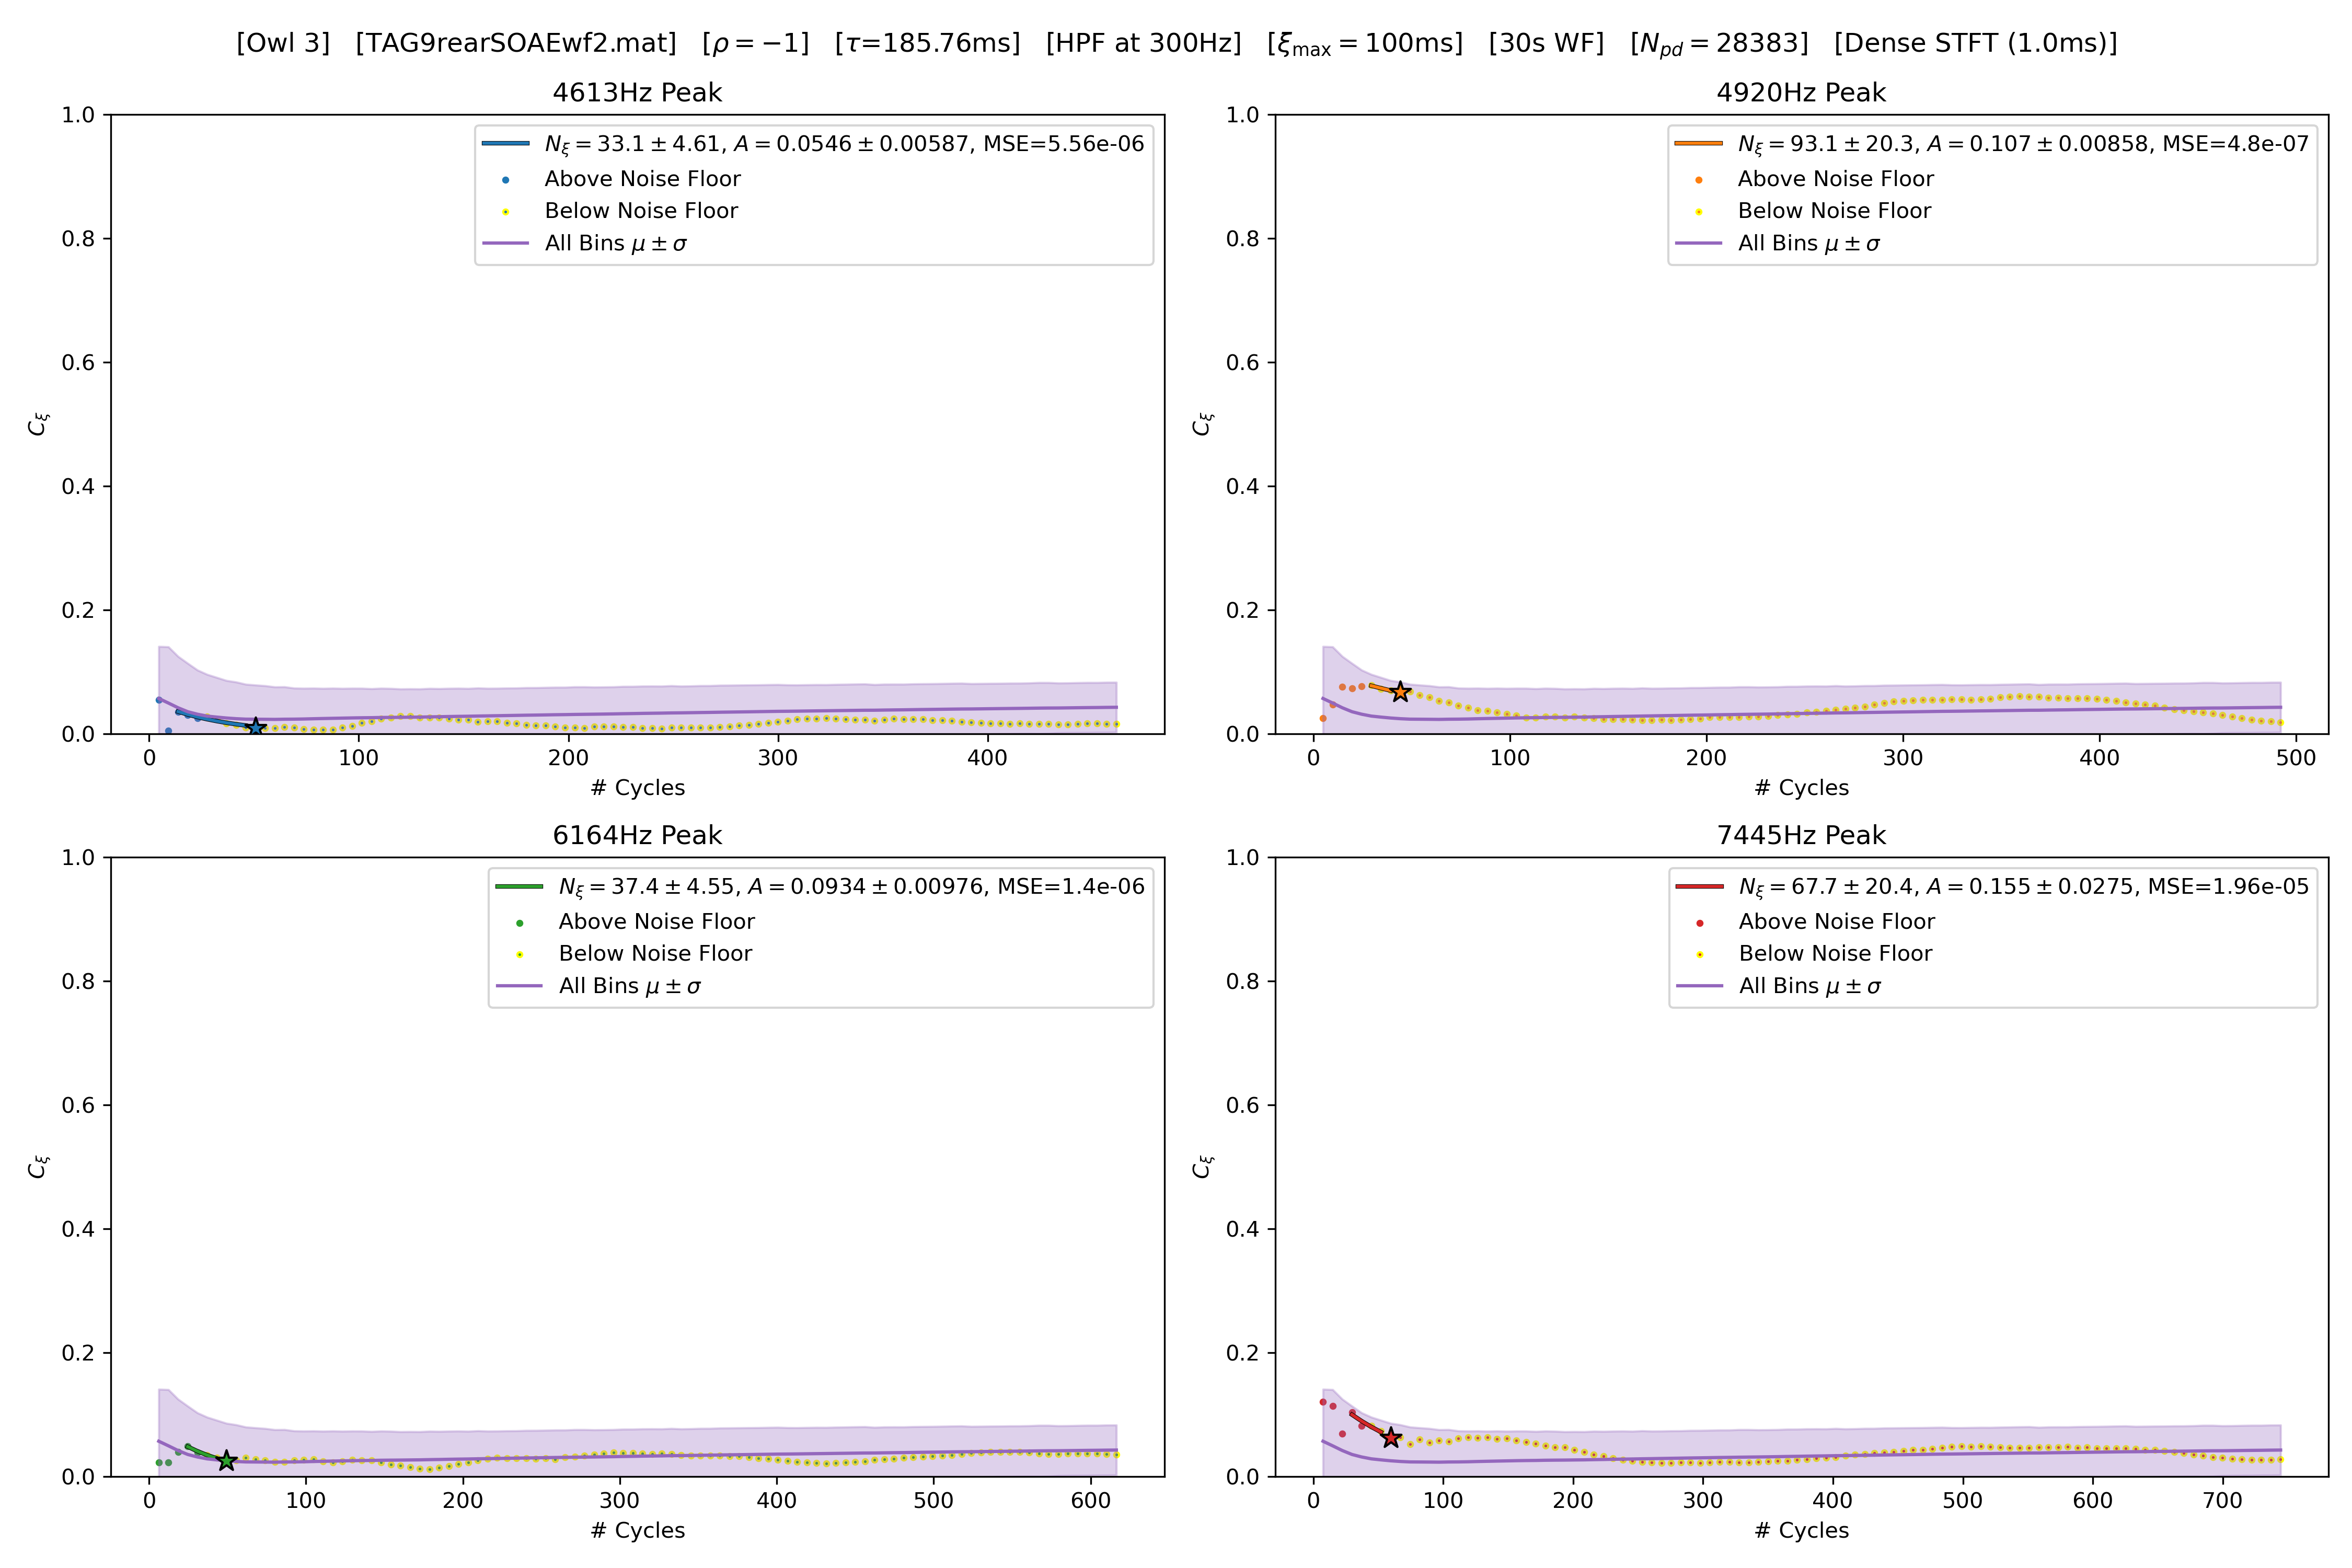 [Owl 3] [TAG9rearSOAEwf2.mat] [ρ = −1] [τ=185.76ms] [HPF at 300Hz] [ξmax = 100ms] [30s WF] [Npd = 28383] [Dense STFT (1.0ms)]
4613Hz Peak
Nξ = 33.1 ± 4.61, A = 0.0546 ± 0.00587, MSE=5.56e-06
Above Noise Floor
Below Noise Floor
All Bins μ ± σ
1.0
0.8
0.6
0.4
0.2
0.0
Cξ
0 100 200 300 400
# Cycles
4920Hz Peak
Nξ = 93.1 ± 20.3, A = 0.107 ± 0.00858, MSE=4.8e-07
Above Noise Floor
Below Noise Floor
All Bins μ ± σ
1.0
0.8
0.6
0.4
0.2
0.0
Cξ
0 100 200 300 400 500
# Cycles
6164Hz Peak
Nξ = 37.4 ± 4.55, A = 0.0934 ± 0.00976, MSE=1.4e-06
Above Noise Floor
Below Noise Floor
All Bins μ ± σ
1.0
0.8
0.6
0.4
0.2
0.0
Cξ
0 100 200 300 400 500 600
# Cycles
7445Hz Peak
Nξ = 67.7 ± 20.4, A = 0.155 ± 0.0275, MSE=1.96e-05
Above Noise Floor
Below Noise Floor
All Bins μ ± σ
1.0
0.8
0.6
0.4
0.2
0.0
Cξ
0 100 200 300 400 500 600 700
# Cycles